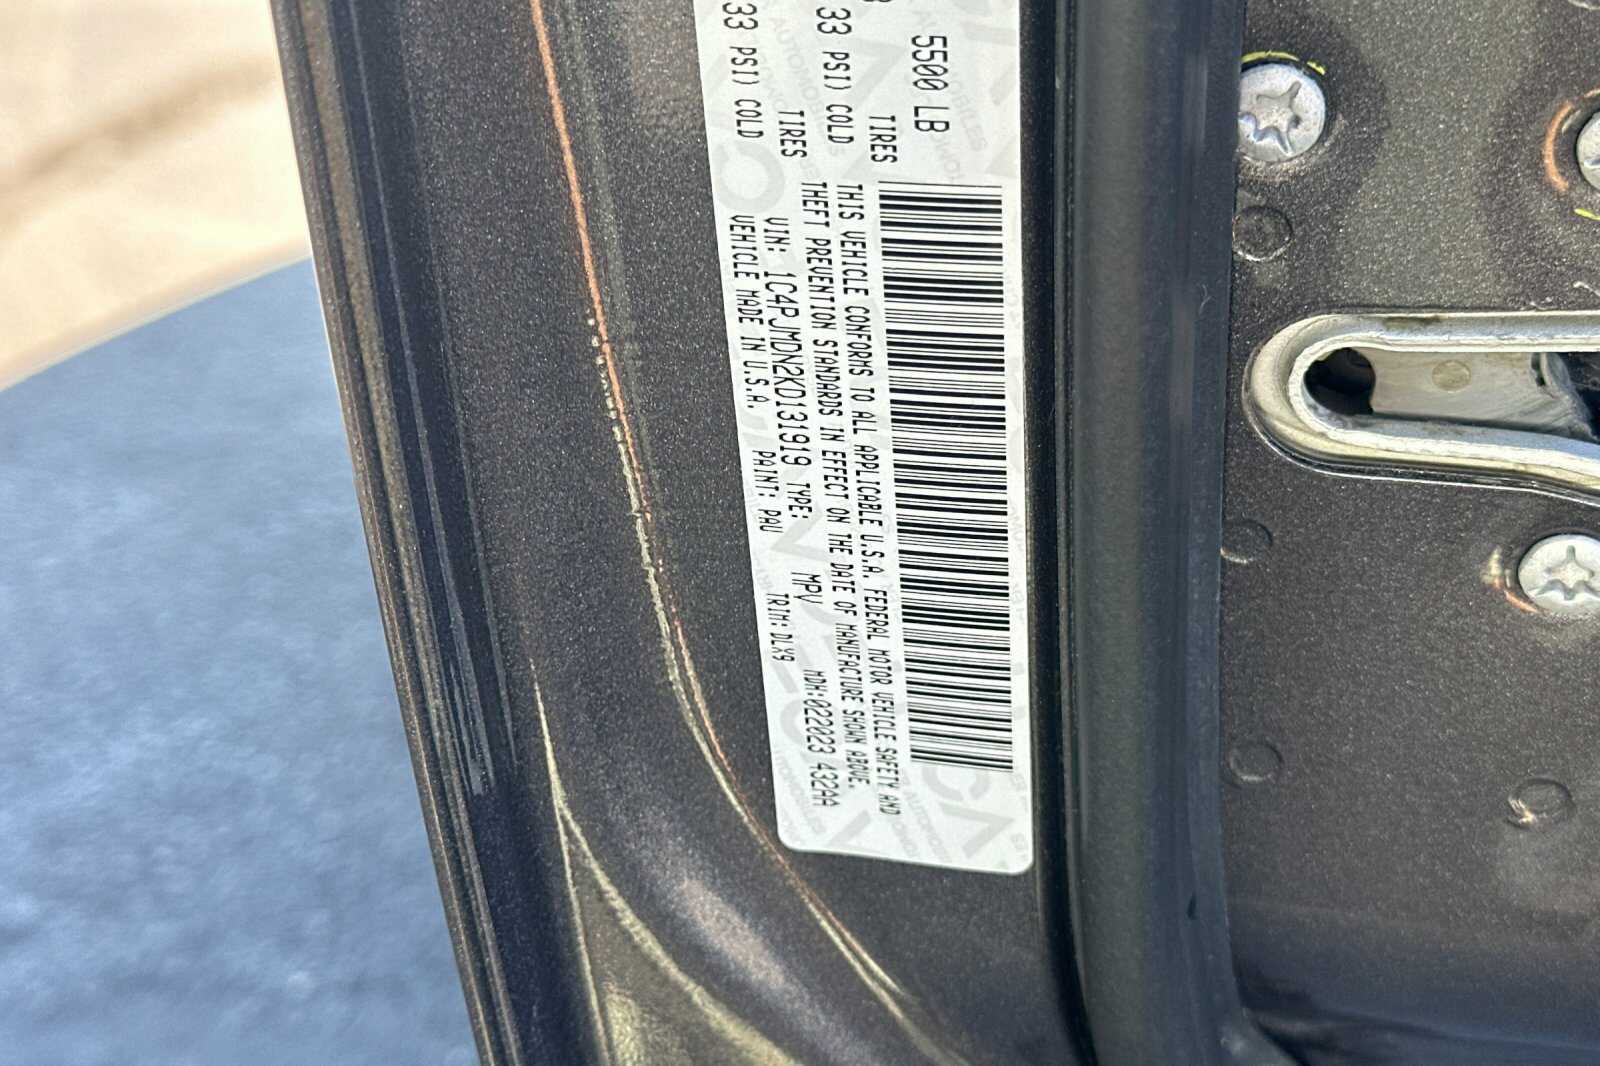 5500 LB
TIRES
33 PSI) COLD
TIRES
33 PSI) COLD
THIS VEHICLE CONFORMS TO ALL APPLICABLE U.S.A. FEDERAL MOTOR VEHICLE SAFETY AND
THEFT PREVENTION STANDARDS IN EFFECT ON THE DATE OF MANUFACTURE SHOWN ABOVE.
VIN: 1C4PJMDN2KD131919 TYPE: MPV MDH:022023 432AA
VEHICLE MADE IN U.S.A. PAINT: PAU TRIM:DLX9